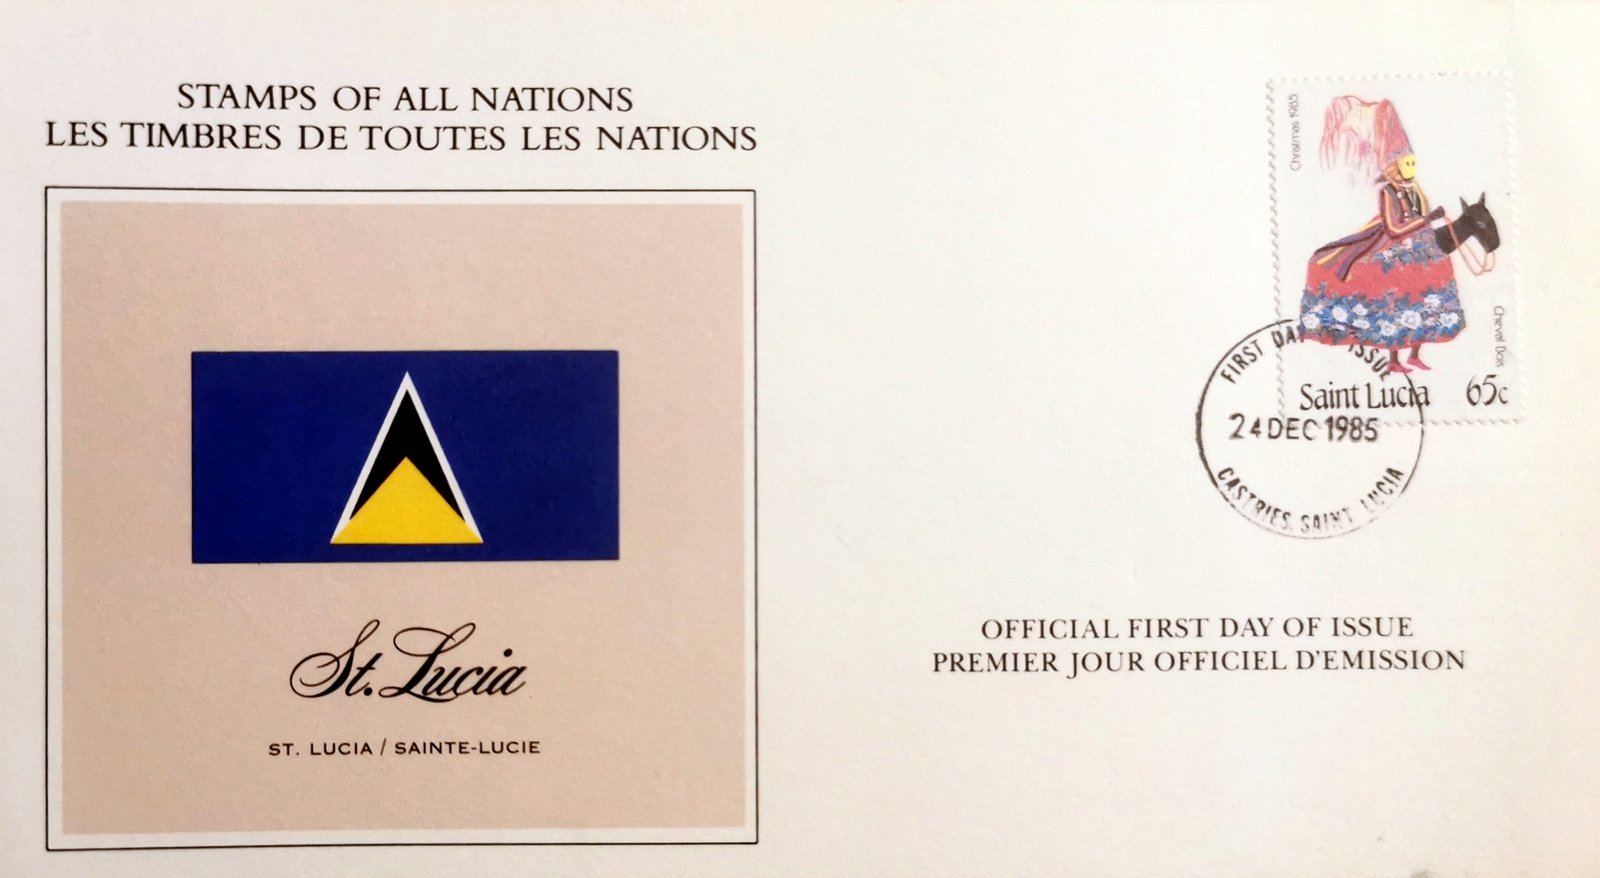 STAMPS OF ALL NATIONS
LES TIMBRES DE TOUTES LES NATIONS
St. Lucia
ST. LUCIA / SAINTE-LUCIE
Christmas 1985
Cheval Bois
Saint Lucia 65c
FIRST DAY OF ISSUE
24 DEC 1985
CASTRIES, SAINT LUCIA
OFFICIAL FIRST DAY OF ISSUE
PREMIER JOUR OFFICIEL D'EMISSION